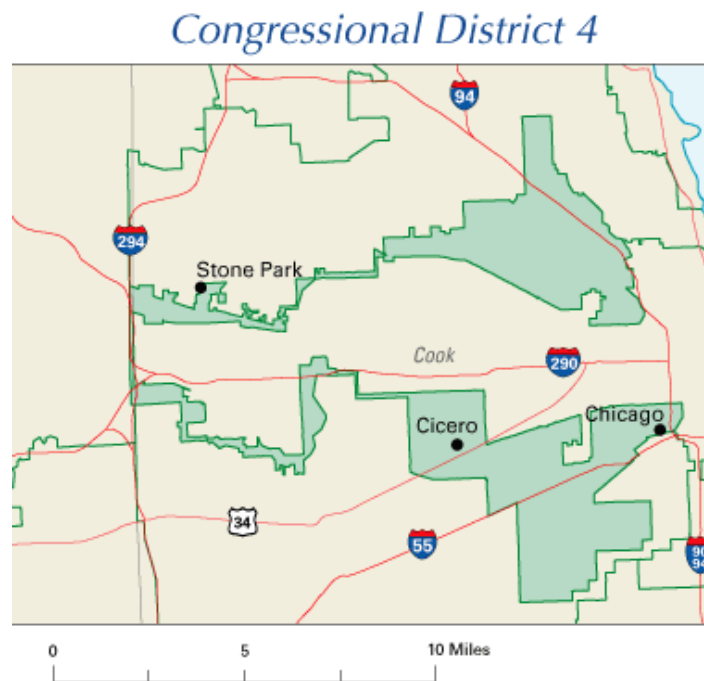 Congressional District 4
94
294
Stone Park
Cook
290
Cicero
Chicago
34
55
90
94
0 5 10 Miles